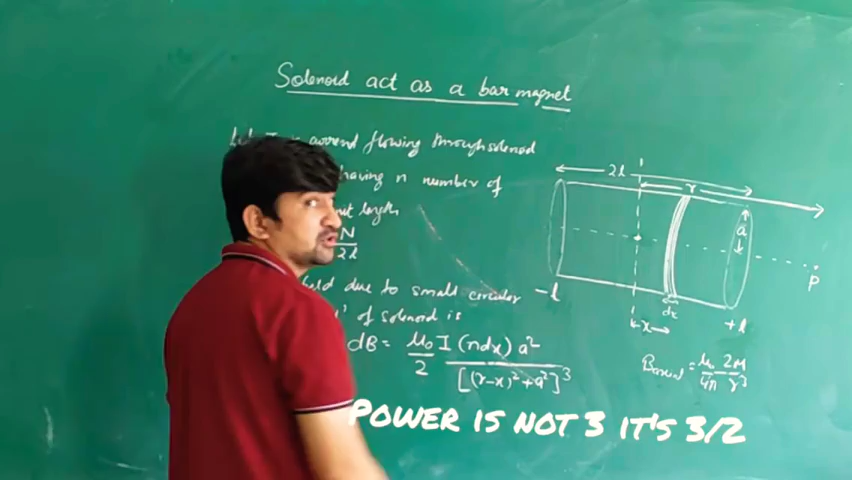 Solenoid act as a bar magnet
current flowing through solenoid
having n number of
length
N
2l
due to small circular
of solenoid is
dB = μ₀ I (ndx) a²
2 [(r-x)²+a²]³
2l
r
a
P
-l
dx
+l
x
Baxial = μ₀ 2M
4π r³
POWER IS NOT 3 IT'S 3/2